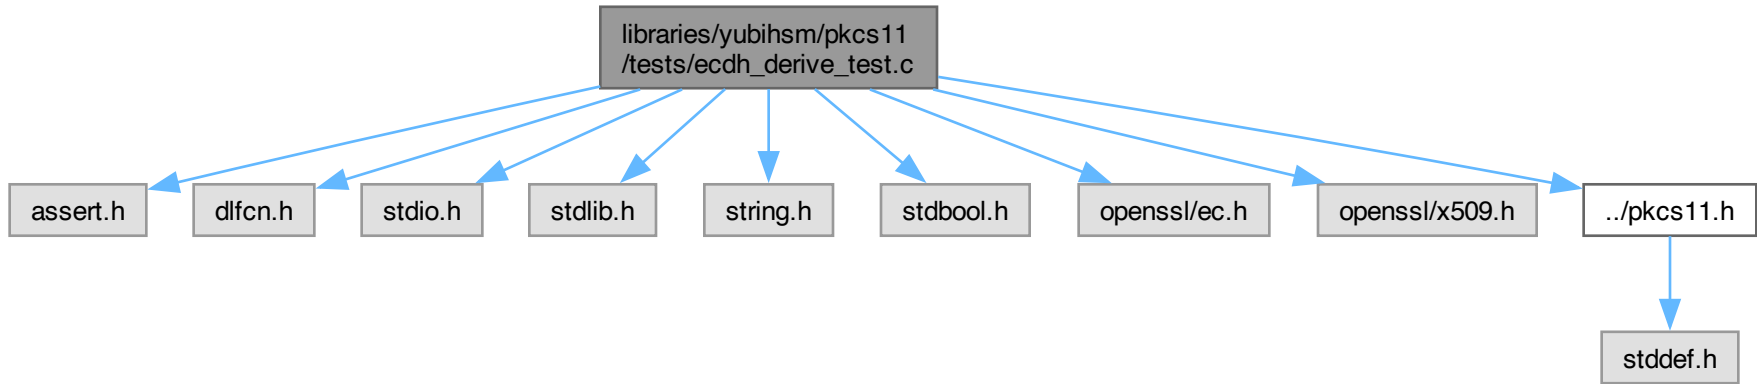 libraries/yubihsm/pkcs11
/tests/ecdh_derive_test.c
assert.h
dlfcn.h
stdio.h
stdlib.h
string.h
stdbool.h
openssl/ec.h
openssl/x509.h
../pkcs11.h
stddef.h